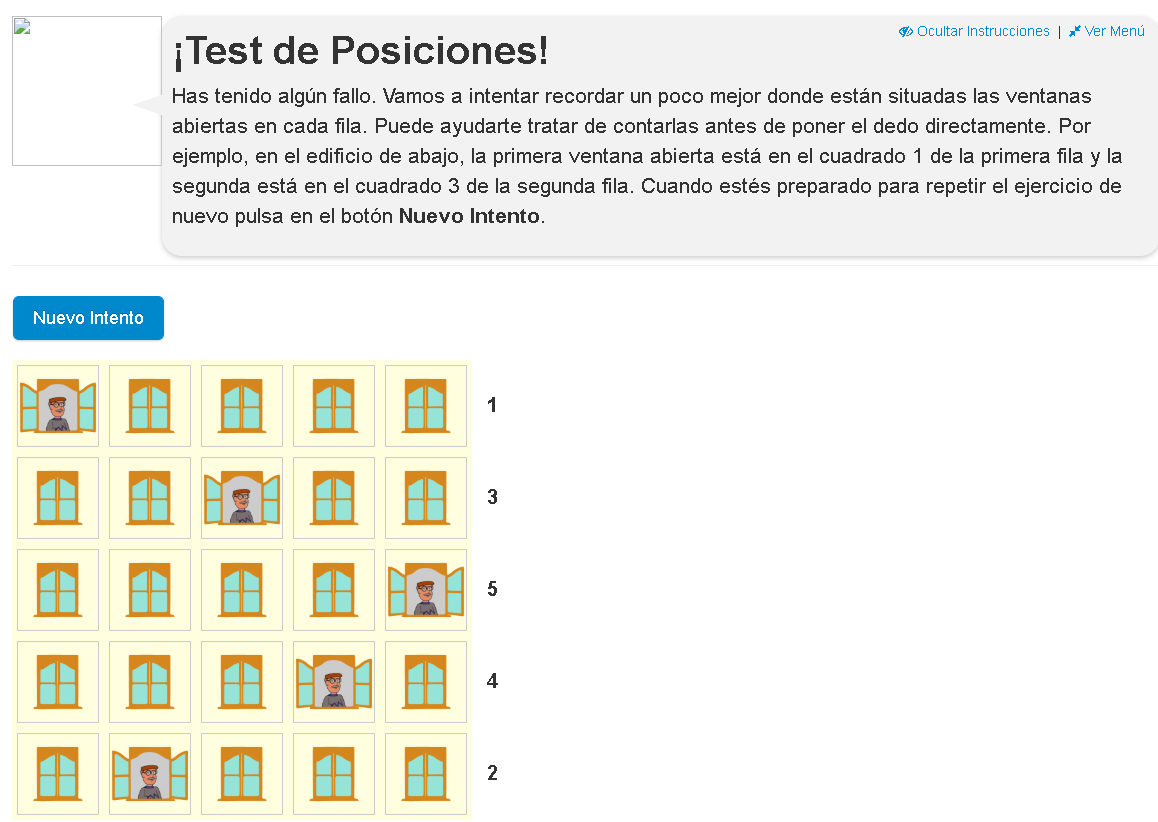 Ocultar Instrucciones | Ver Menú
¡Test de Posiciones!
Has tenido algún fallo. Vamos a intentar recordar un poco mejor donde están situadas las ventanas
abiertas en cada fila. Puede ayudarte tratar de contarlas antes de poner el dedo directamente. Por
ejemplo, en el edificio de abajo, la primera ventana abierta está en el cuadrado 1 de la primera fila y la
segunda está en el cuadrado 3 de la segunda fila. Cuando estés preparado para repetir el ejercicio de
nuevo pulsa en el botón Nuevo Intento.
Nuevo Intento
1
3
5
4
2